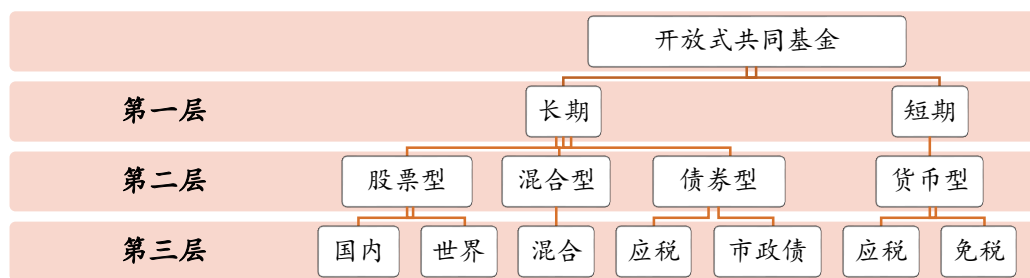 开放式共同基金
第一层 长期 短期
第二层 股票型 混合型 债券型 货币型
第三层 国内 世界 混合 应税 市政债 应税 免税